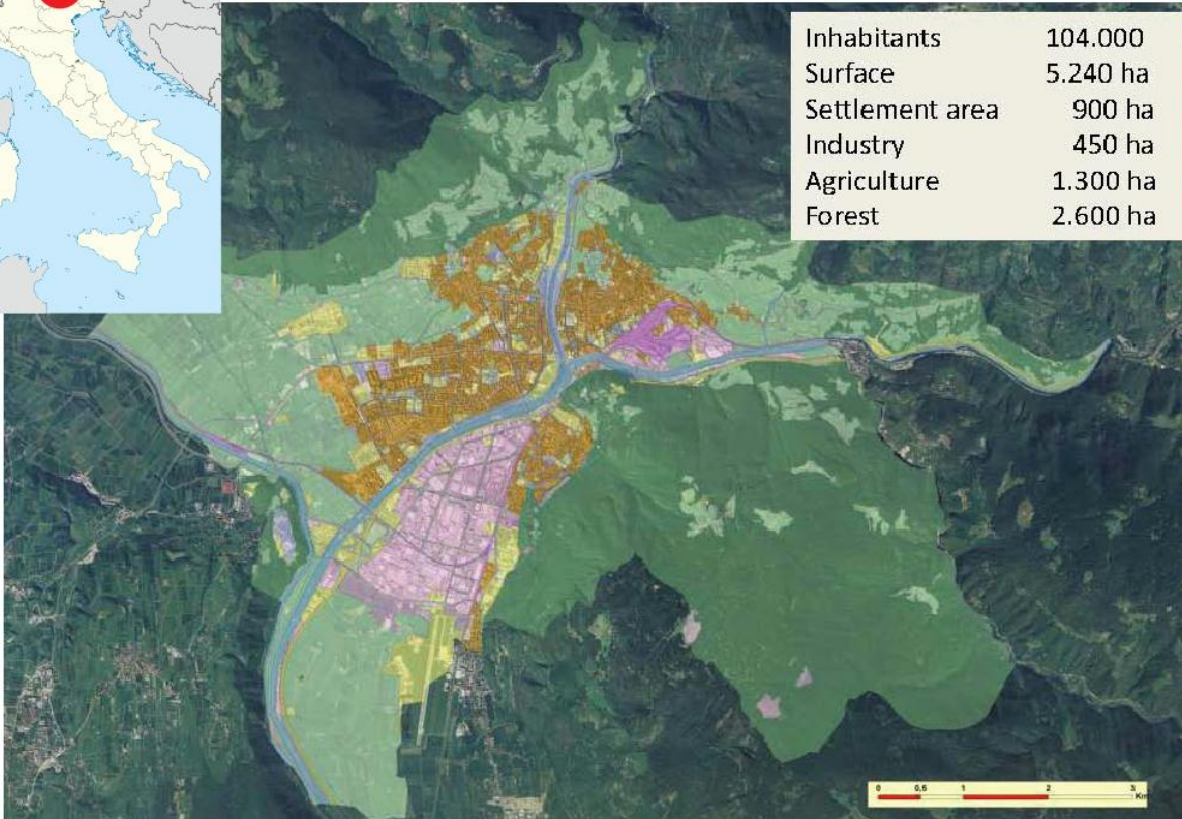 Inhabitants 104.000
Surface 5.240 ha
Settlement area 900 ha
Industry 450 ha
Agriculture 1.300 ha
Forest 2.600 ha
0 0,5 1 2 3
Km